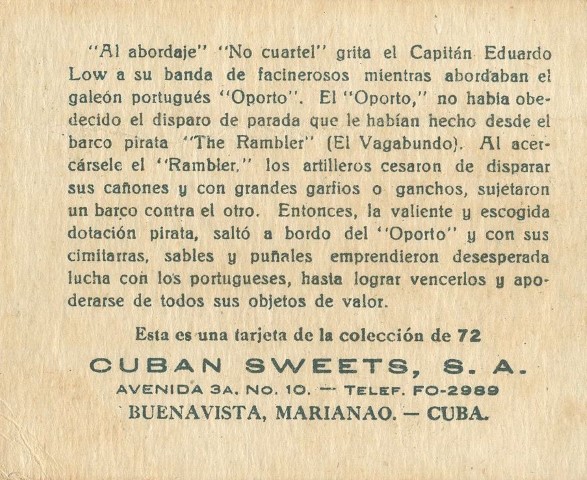 "Al abordaje" "No cuartel" grita el Capitán Eduardo
Low a su banda de facinerosos mientras abordaban el
galeón portugués "Oporto". El "Oporto," no habia obe-
decido el disparo de parada que le habían hecho desde el
barco pirata "The Rambler" (El Vagabundo). Al acer-
cársele el "Rambler," los artilleros cesaron de disparar
sus cañones y con grandes garfios o ganchos, sujetaron
un barco contra el otro. Entonces, la valiente y escogida
dotación pirata, saltó a bordo del "Oporto" y con sus
cimitarras, sables y puñales emprendieron desesperada
lucha con los portugueses, hasta lograr vencerlos y apo-
derarse de todos sus objetos de valor.
Esta es una tarjeta de la colección de 72
CUBAN SWEETS, S. A.
AVENIDA 3A. No. 10. — TELEF. FO-2989
BUENAVISTA, MARIANAO. — CUBA.